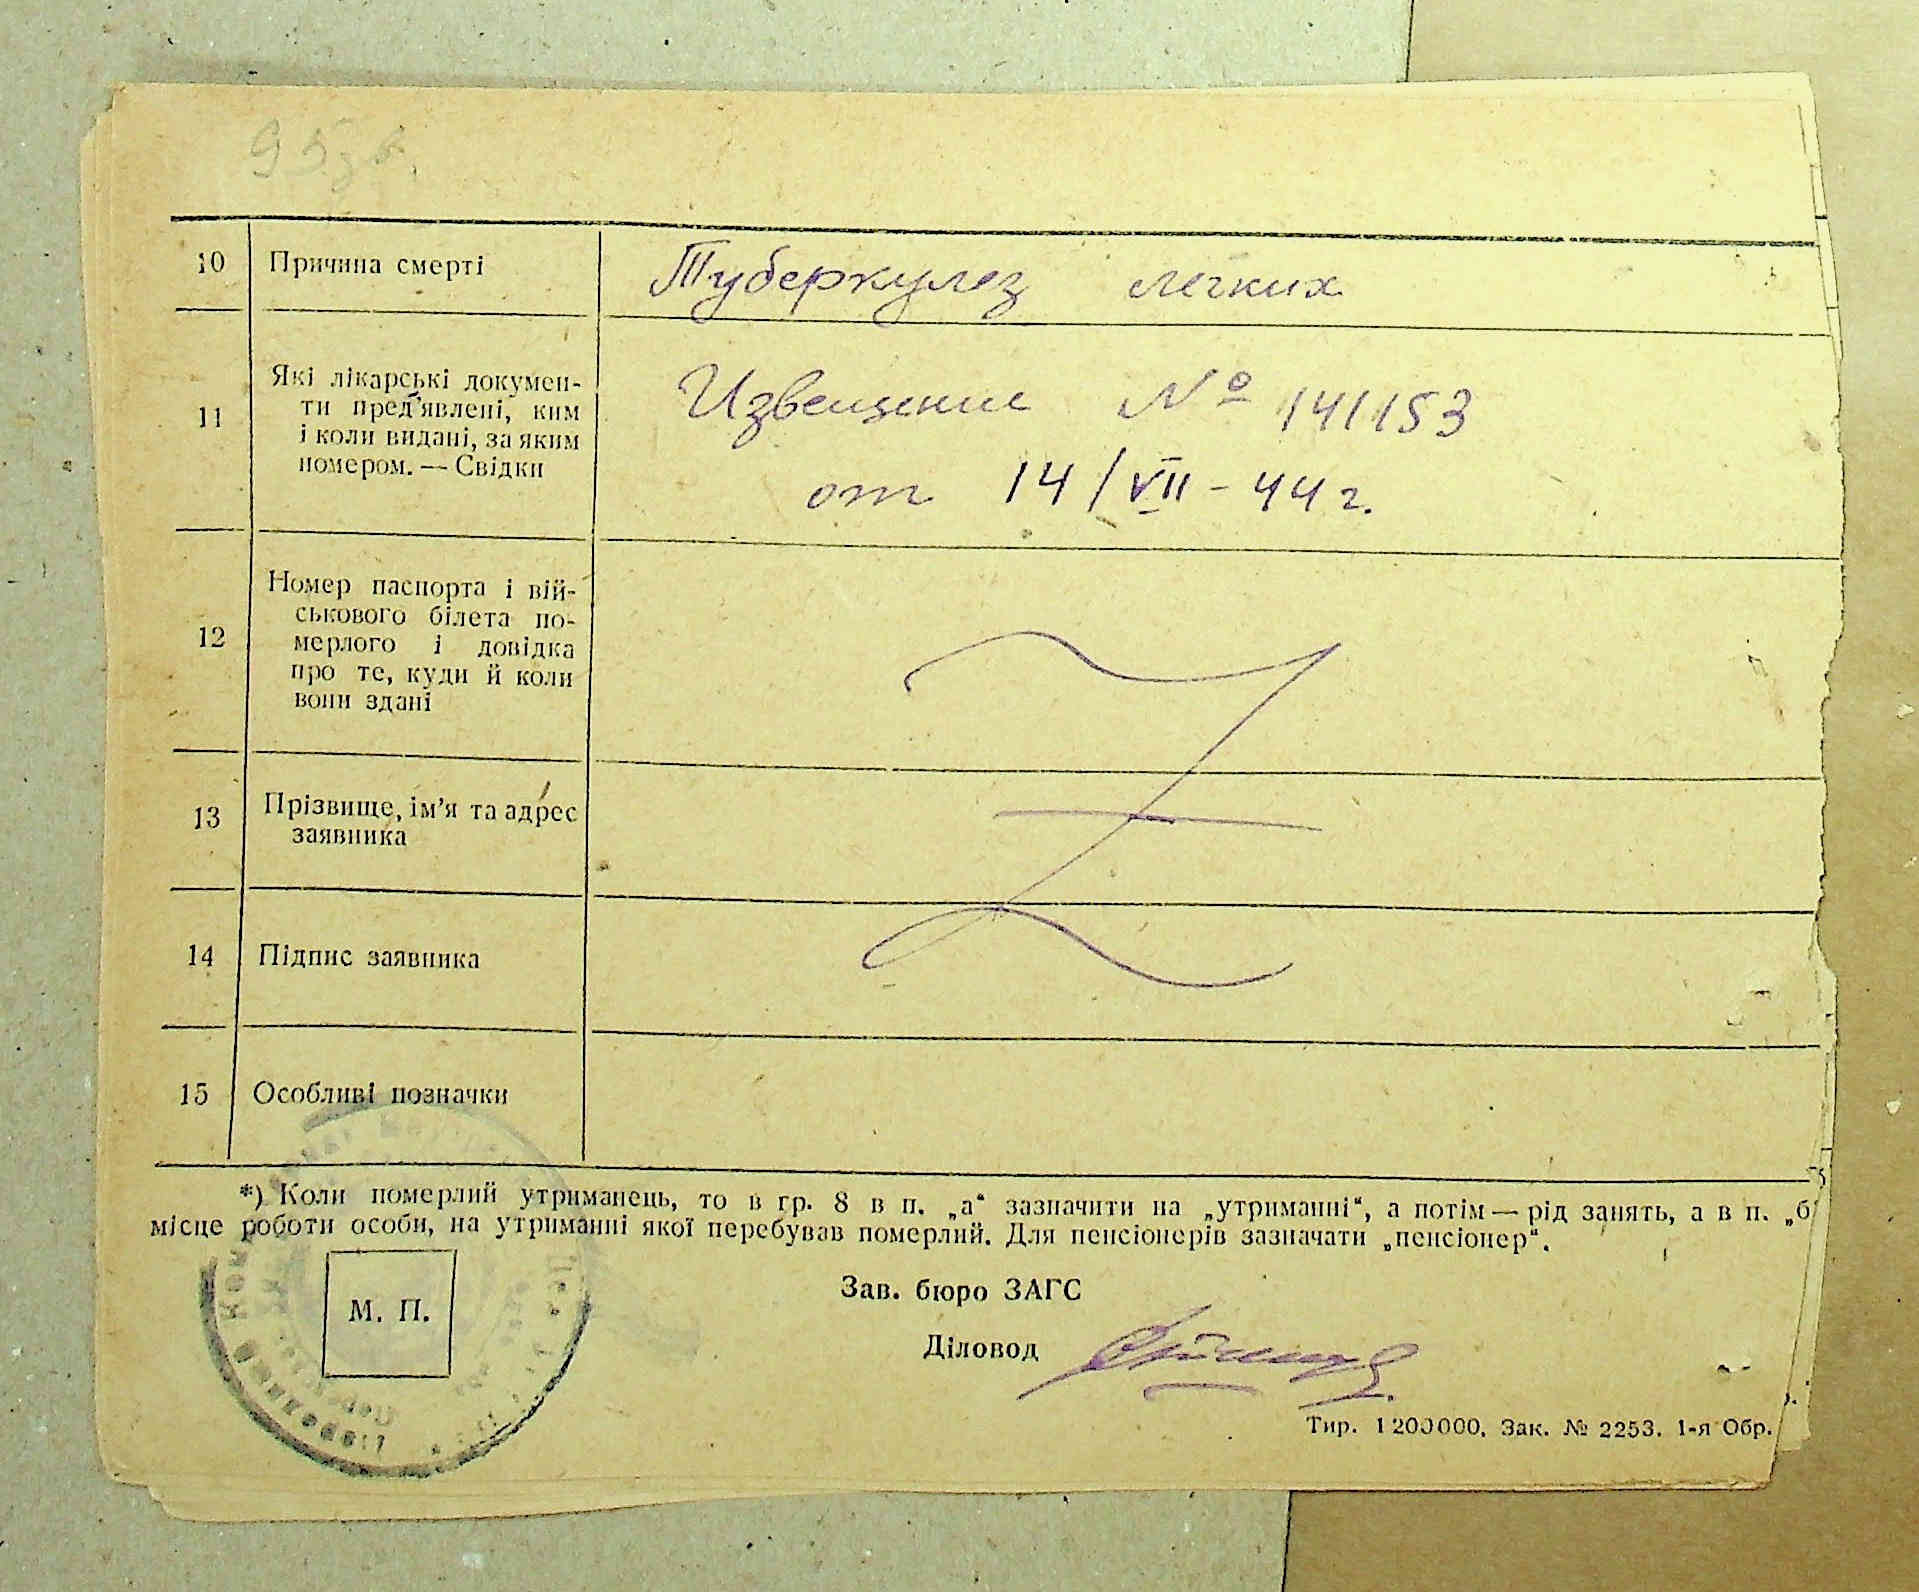 95 зв.
10 Причина смерті Туберкулез легких
11 Які лікарські докумен-
ти пред'явлені, ким
і коли видані, за яким
номером. — Свідки
Извещение № 141153
от 14/VII-44 г.
12 Номер паспорта і вій-
ськового білета по-
мерлого і довідка
про те, куди й коли
вони здані
13 Прізвище, ім'я та адрес
заявника
14 Підпис заявника
15 Особливі позначки
*) Коли померлий утриманець, то в гр. 8 в п. „а“ зазначити на „утриманні“, а потім — рід занять, а в п. „б
місце роботи особи, на утриманні якої перебував померлий. Для пенсіонерів зазначати „пенсіонер“.
М. П.
Зав. бюро ЗАГС
Діловод
Тир. 1200000, Зак. № 2253. 1-я Обр.